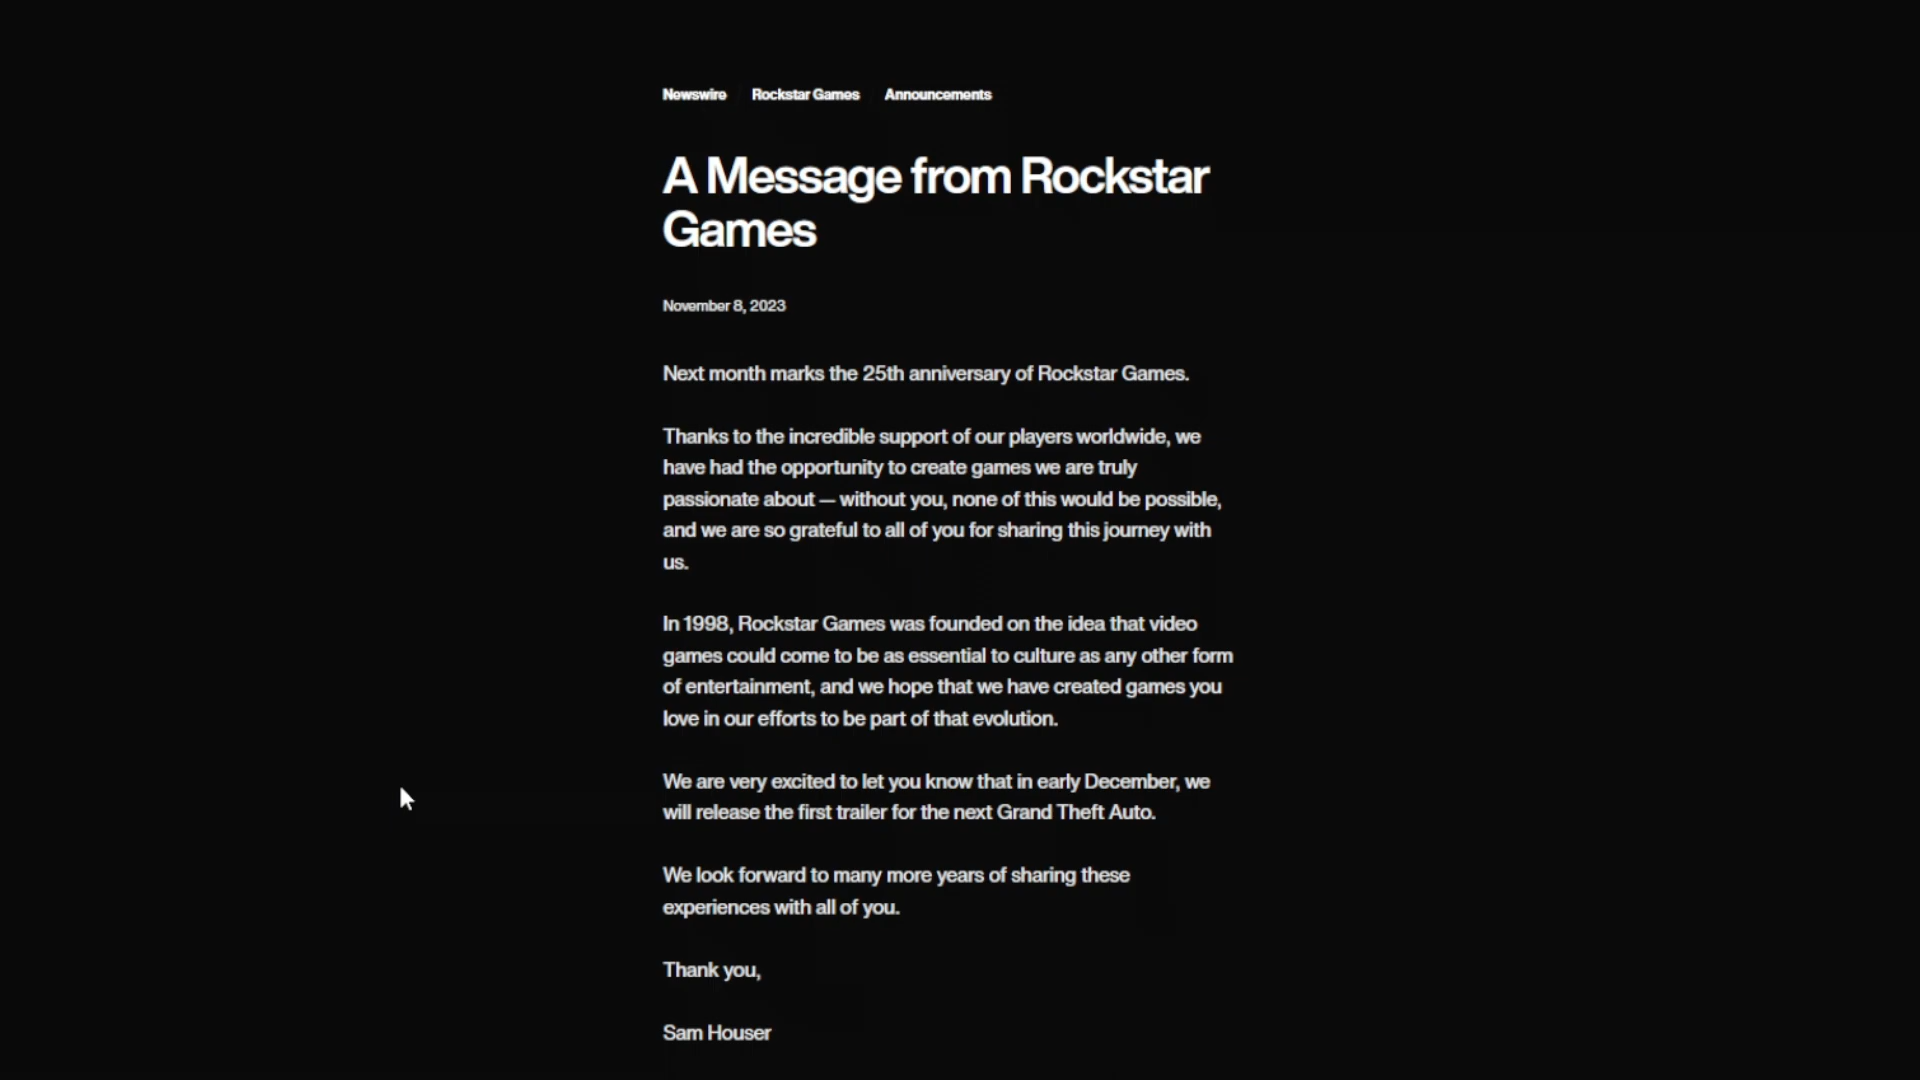 Newswire Rockstar Games Announcements
A Message from Rockstar
Games
November 8, 2023
Next month marks the 25th anniversary of Rockstar Games.
Thanks to the incredible support of our players worldwide, we
have had the opportunity to create games we are truly
passionate about — without you, none of this would be possible,
and we are so grateful to all of you for sharing this journey with
us.
In 1998, Rockstar Games was founded on the idea that video
games could come to be as essential to culture as any other form
of entertainment, and we hope that we have created games you
love in our efforts to be part of that evolution.
We are very excited to let you know that in early December, we
will release the first trailer for the next Grand Theft Auto.
We look forward to many more years of sharing these
experiences with all of you.
Thank you,
Sam Houser